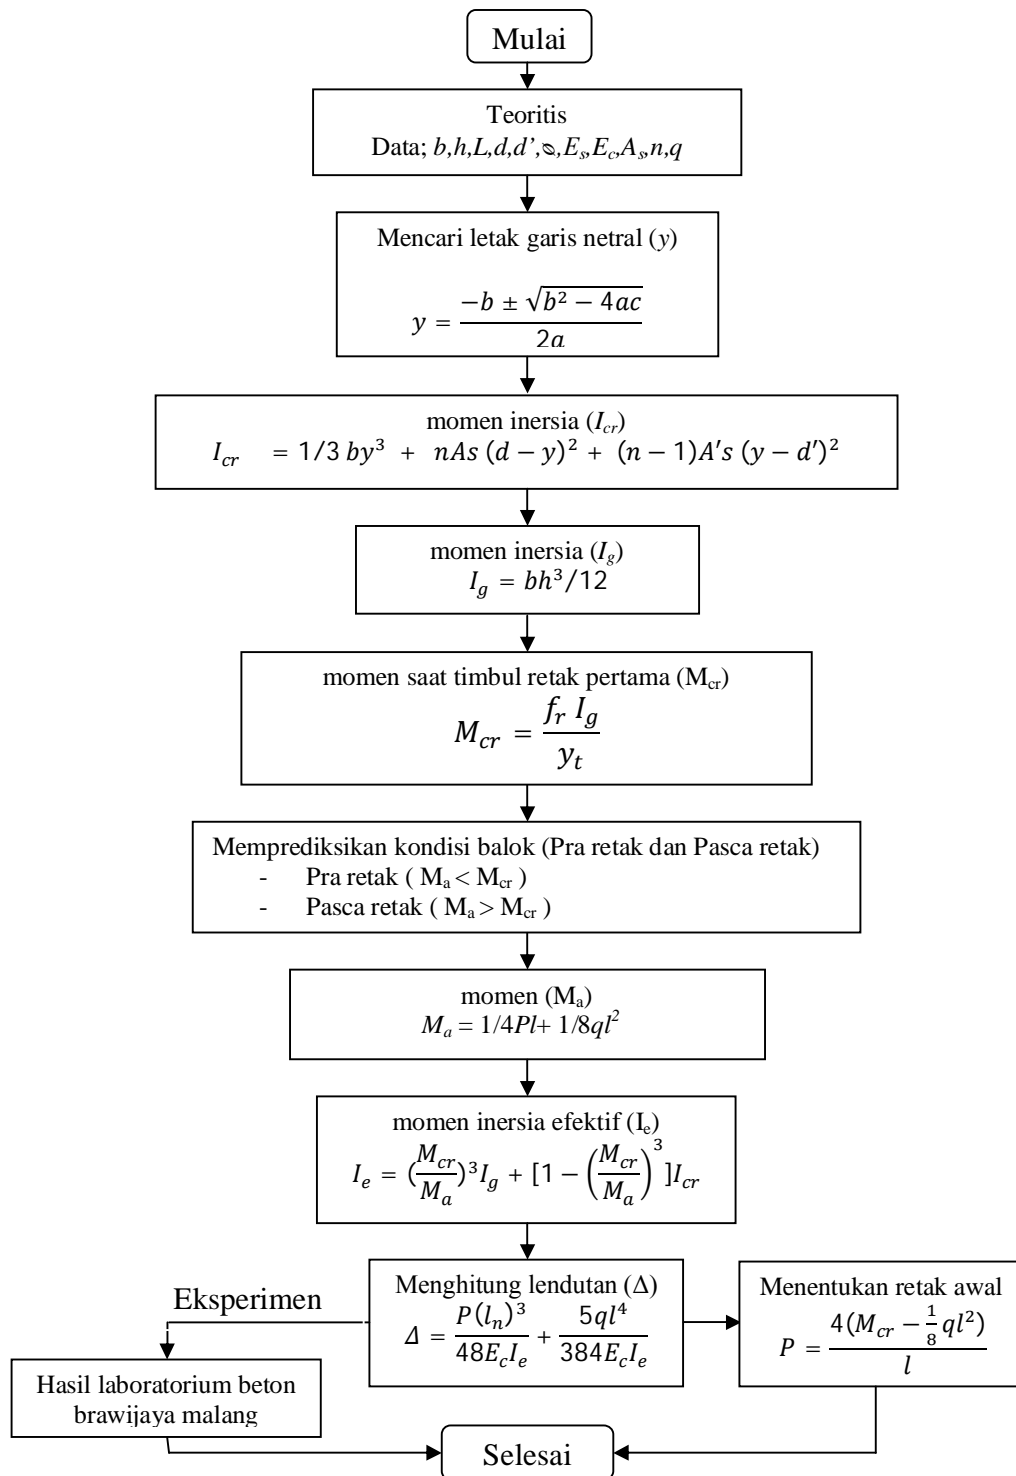 Mulai
Teoritis
Data; b,h,L,d,d’,⦰,Es,Ec,As,n,q
Mencari letak garis netral (y)
y = (−b ± √(b² − 4ac)) / 2a
momen inersia (Icr)
Icr = 1/3 by³ + nAs (d − y)² + (n − 1)A′s (y − d′)²
momen inersia (Ig)
Ig = bh³/12
momen saat timbul retak pertama (Mcr)
Mcr = fr Ig / yt
Memprediksikan kondisi balok (Pra retak dan Pasca retak)
- Pra retak ( Ma < Mcr )
- Pasca retak ( Ma > Mcr )
momen (Ma)
Ma = 1/4Pl+ 1/8ql²
momen inersia efektif (Ie)
Ie = (Mcr/Ma)³Ig + [1 − (Mcr/Ma)³]Icr
Menghitung lendutan (Δ)
Δ = P(ln)³/48EcIe + 5ql⁴/384EcIe
Menentukan retak awal
P = 4(Mcr − 1/8 ql²) / l
Eksperimen
Hasil laboratorium beton
brawijaya malang
Selesai